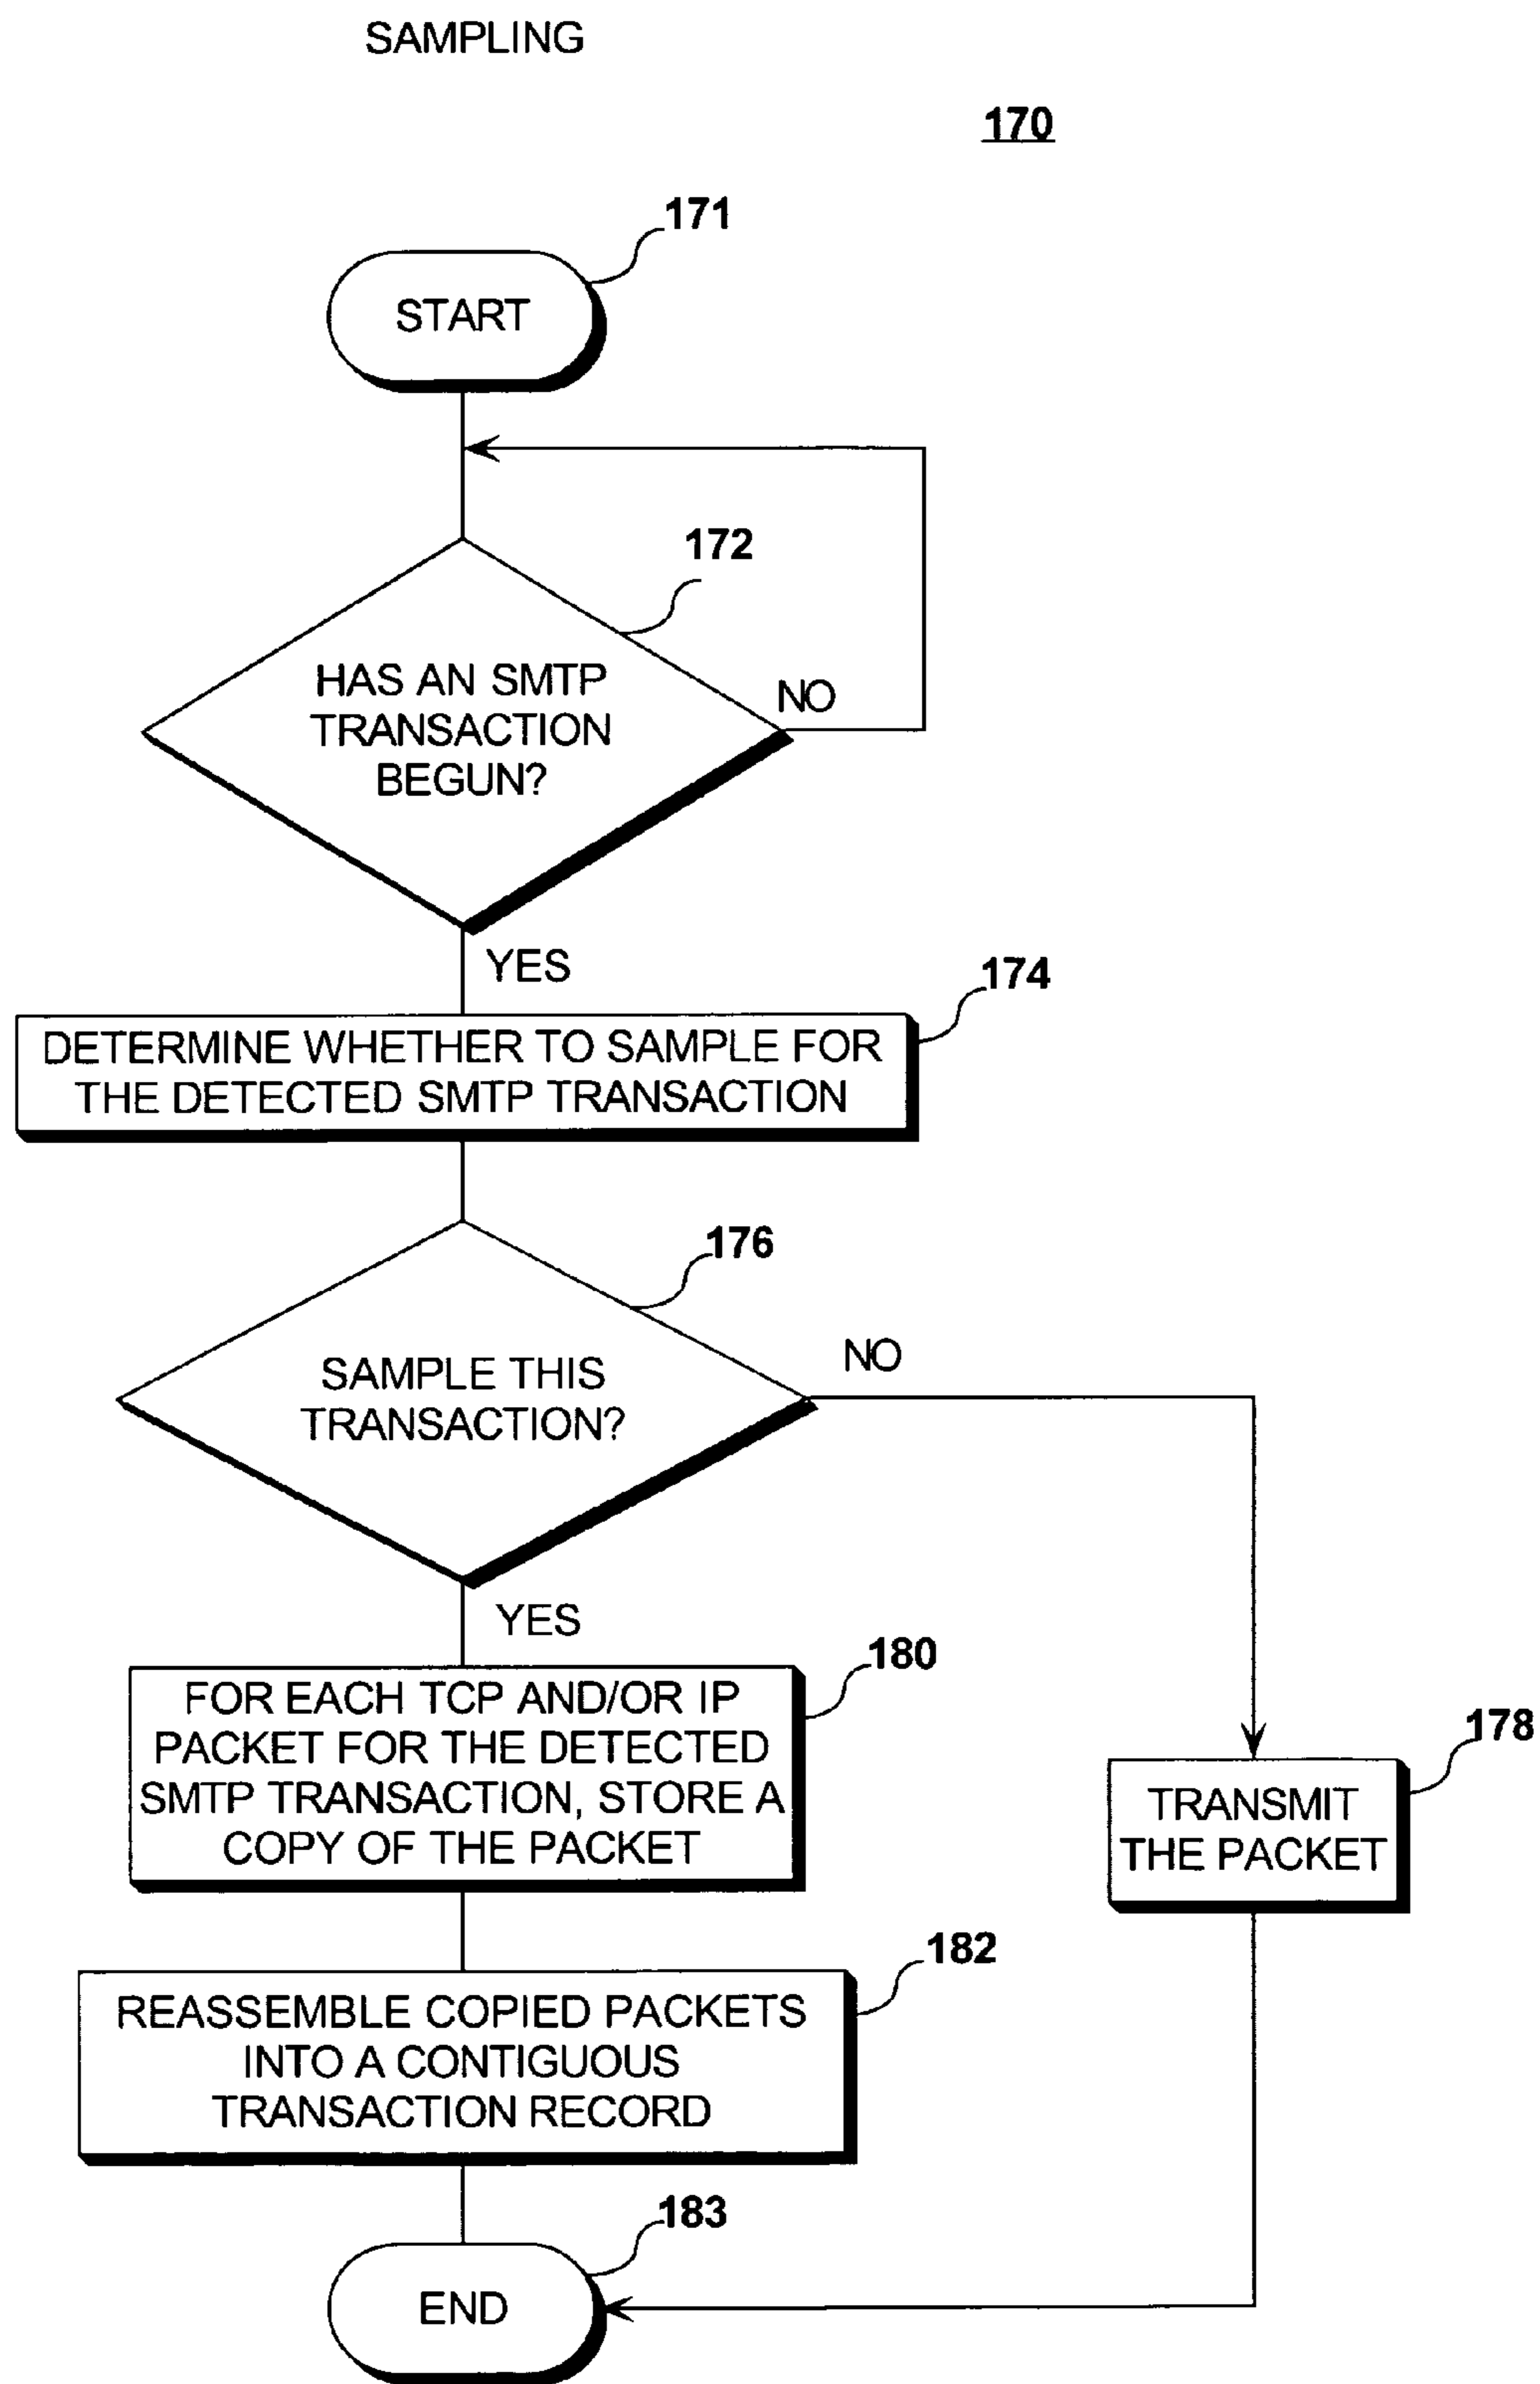 SAMPLING
170
171
START
172
HAS AN SMTP
TRANSACTION
BEGUN?
NO
YES
174
DETERMINE WHETHER TO SAMPLE FOR
THE DETECTED SMTP TRANSACTION
176
SAMPLE THIS
TRANSACTION?
NO
YES
180
FOR EACH TCP AND/OR IP
PACKET FOR THE DETECTED
SMTP TRANSACTION, STORE A
COPY OF THE PACKET
178
TRANSMIT
THE PACKET
182
REASSEMBLE COPIED PACKETS
INTO A CONTIGUOUS
TRANSACTION RECORD
183
END